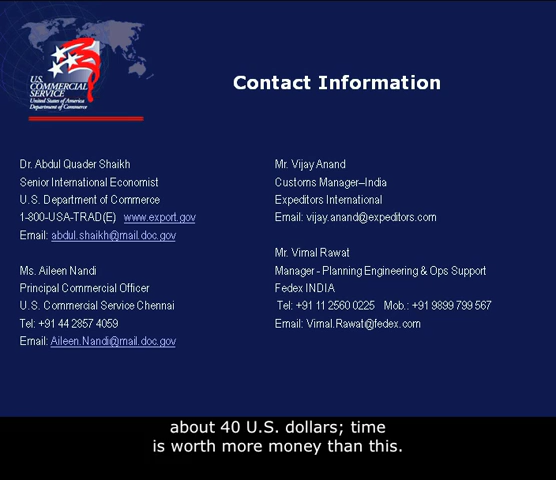 U.S.
COMMERCIAL
SERVICE
United States of America
Department of Commerce
Contact Information
Dr. Abdul Quader Shaikh
Senior International Economist
U.S. Department of Commerce
1-800-USA-TRAD(E) www.export.gov
Email: abdul.shaikh@mail.doc.gov
Ms. Aileen Nandi
Principal Commercial Officer
U.S. Commercial Service Chennai
Tel: +91 44 2857 4059
Email: Aileen.Nandi@mail.doc.gov
Mr. Vijay Anand
Customs Manager–India
Expeditors International
Email: vijay.anand@expeditors.com
Mr. Vimal Rawat
Manager - Planning Engineering & Ops Support
Fedex INDIA
Tel: +91 11 2560 0225 Mob.: +91 9899 799 567
Email: Vimal.Rawat@fedex.com
about 40 U.S. dollars; time
is worth more money than this.